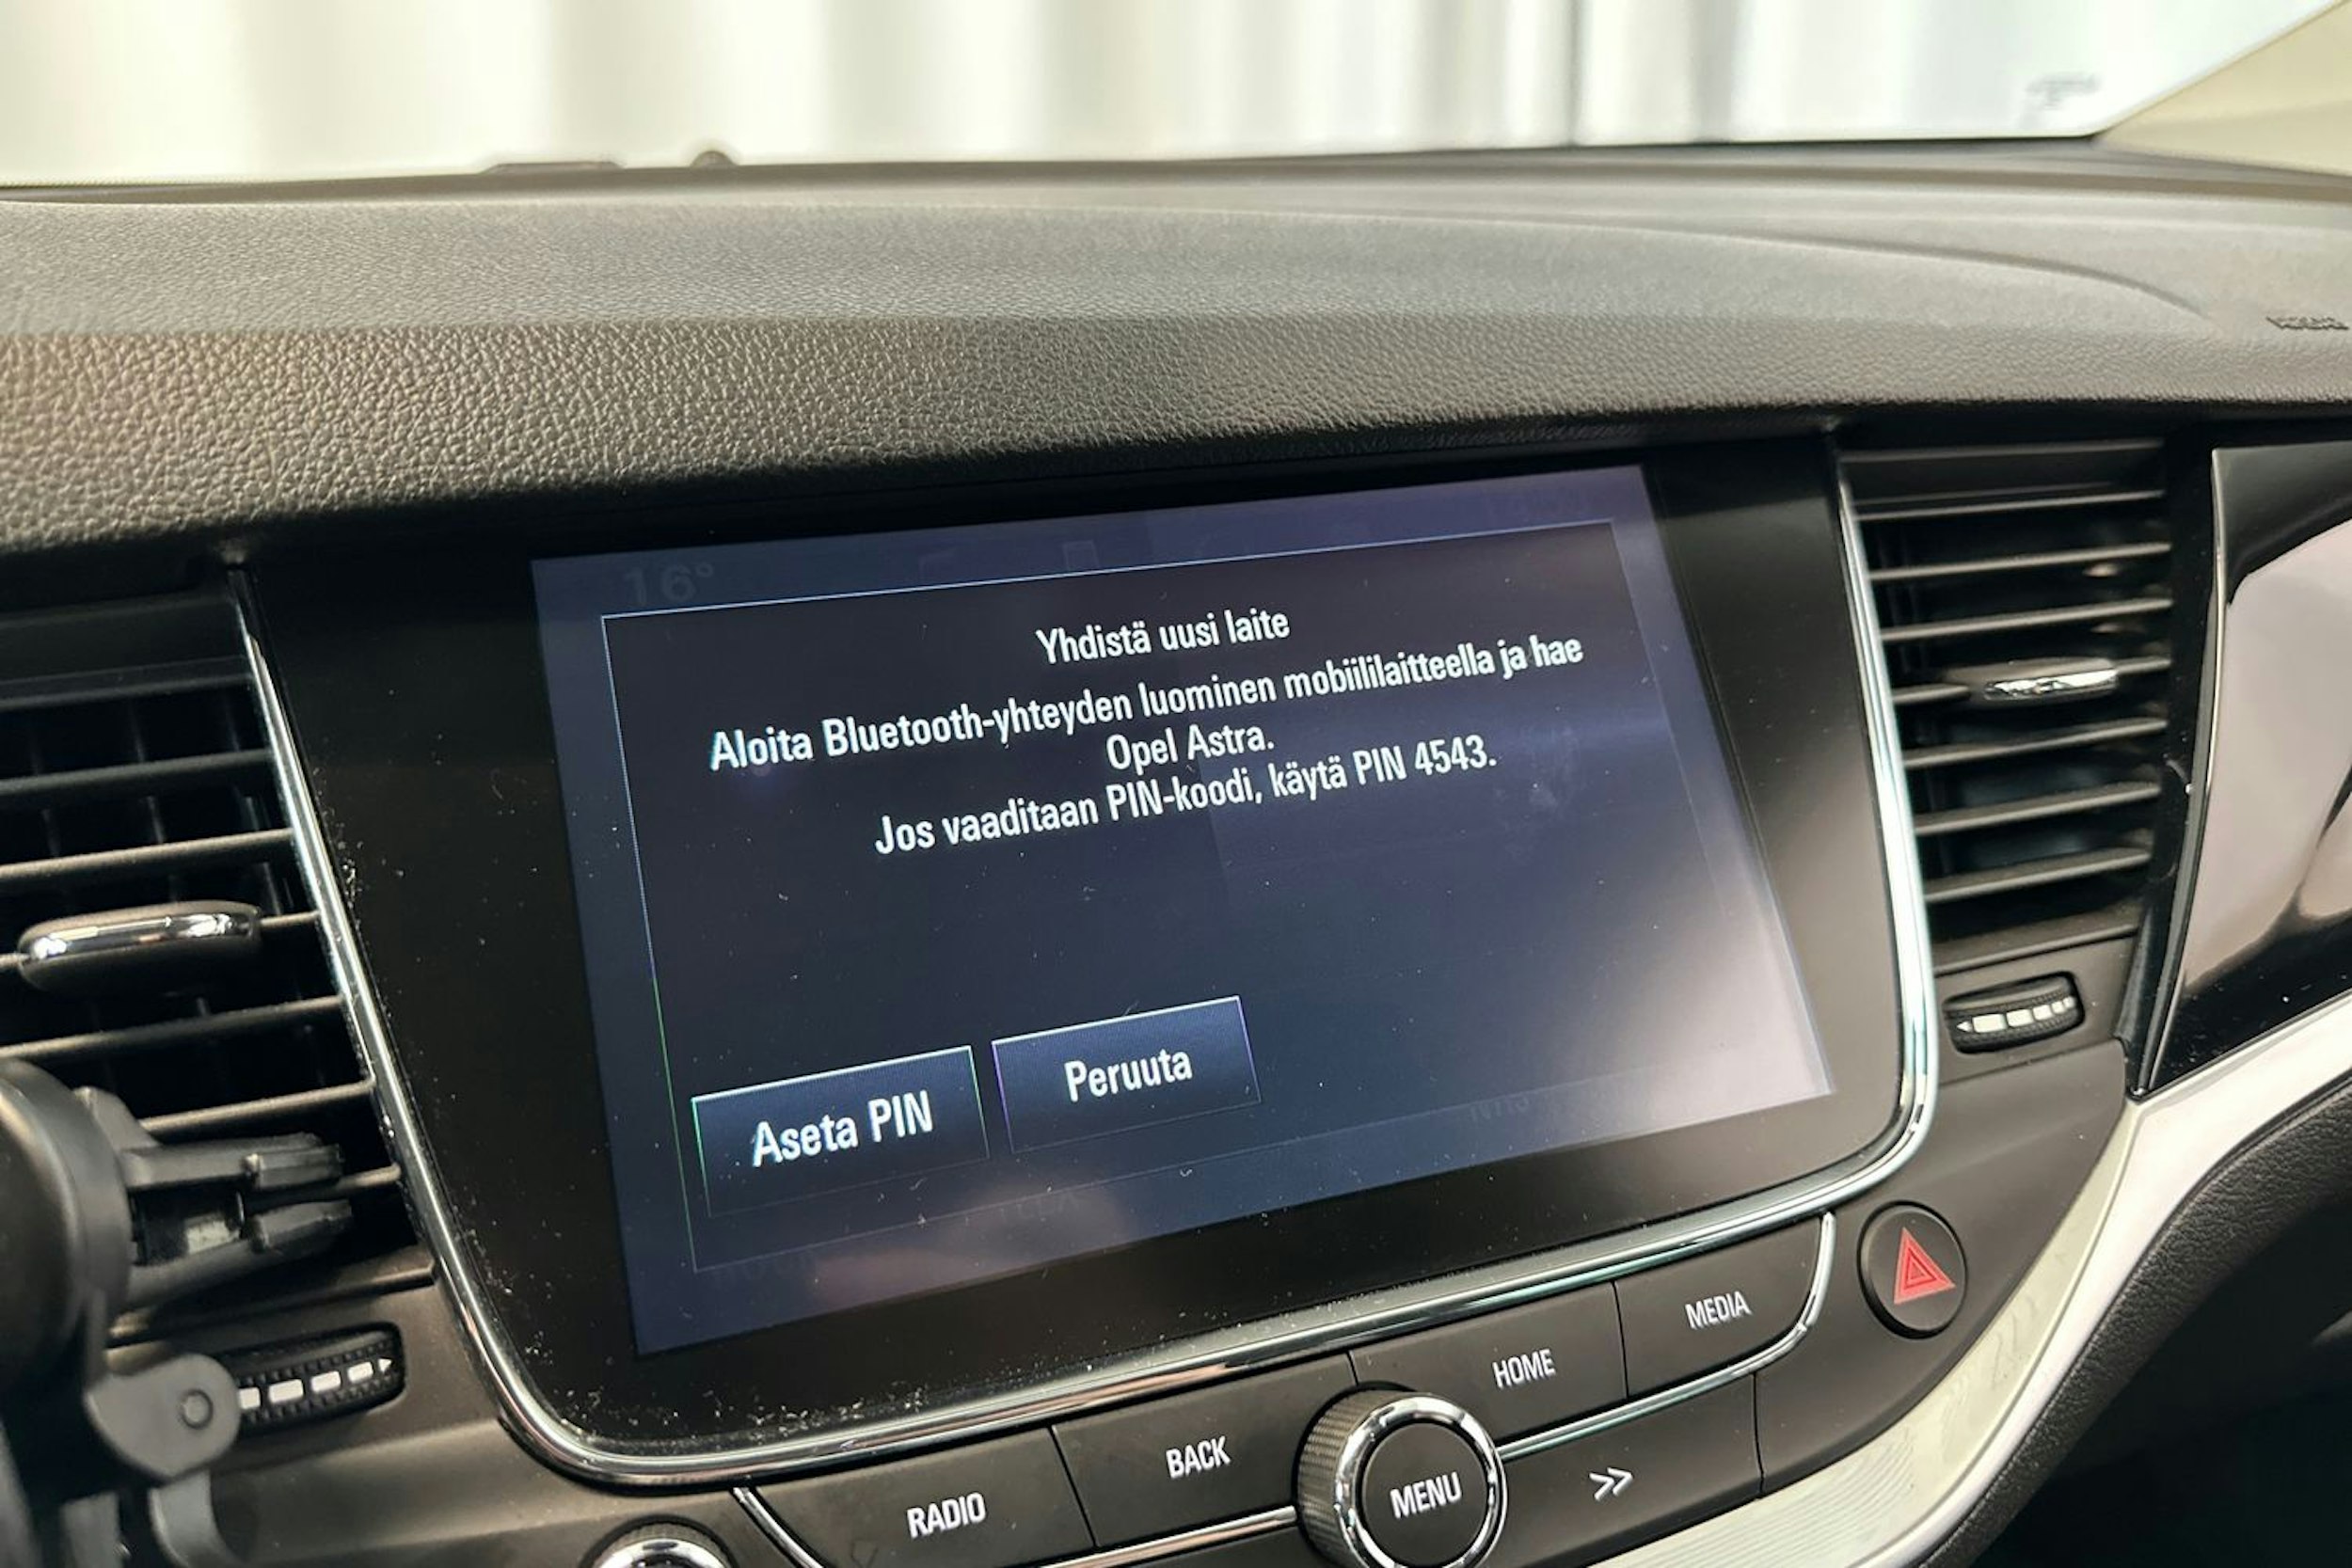 16°
Yhdistä uusi laite
Aloita Bluetooth-yhteyden luominen mobiililaitteella ja hae
Opel Astra.
Jos vaaditaan PIN-koodi, käytä PIN 4543.
Aseta PIN
Peruuta
RADIO
BACK
MENU
HOME
>>
MEDIA